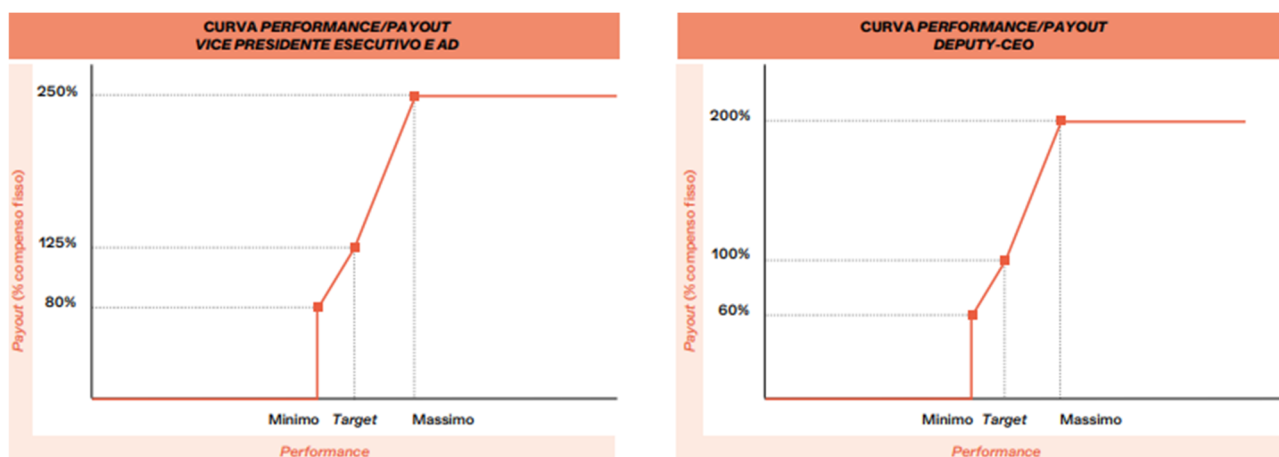 CURVA PERFORMANCE/PAYOUT
VICE PRESIDENTE ESECUTIVO E AD
Payout (% compenso fisso)
250%
125%
80%
Minimo Target Massimo
Performance
CURVA PERFORMANCE/PAYOUT
DEPUTY-CEO
Payout (% compenso fisso)
200%
100%
60%
Minimo Target Massimo
Performance